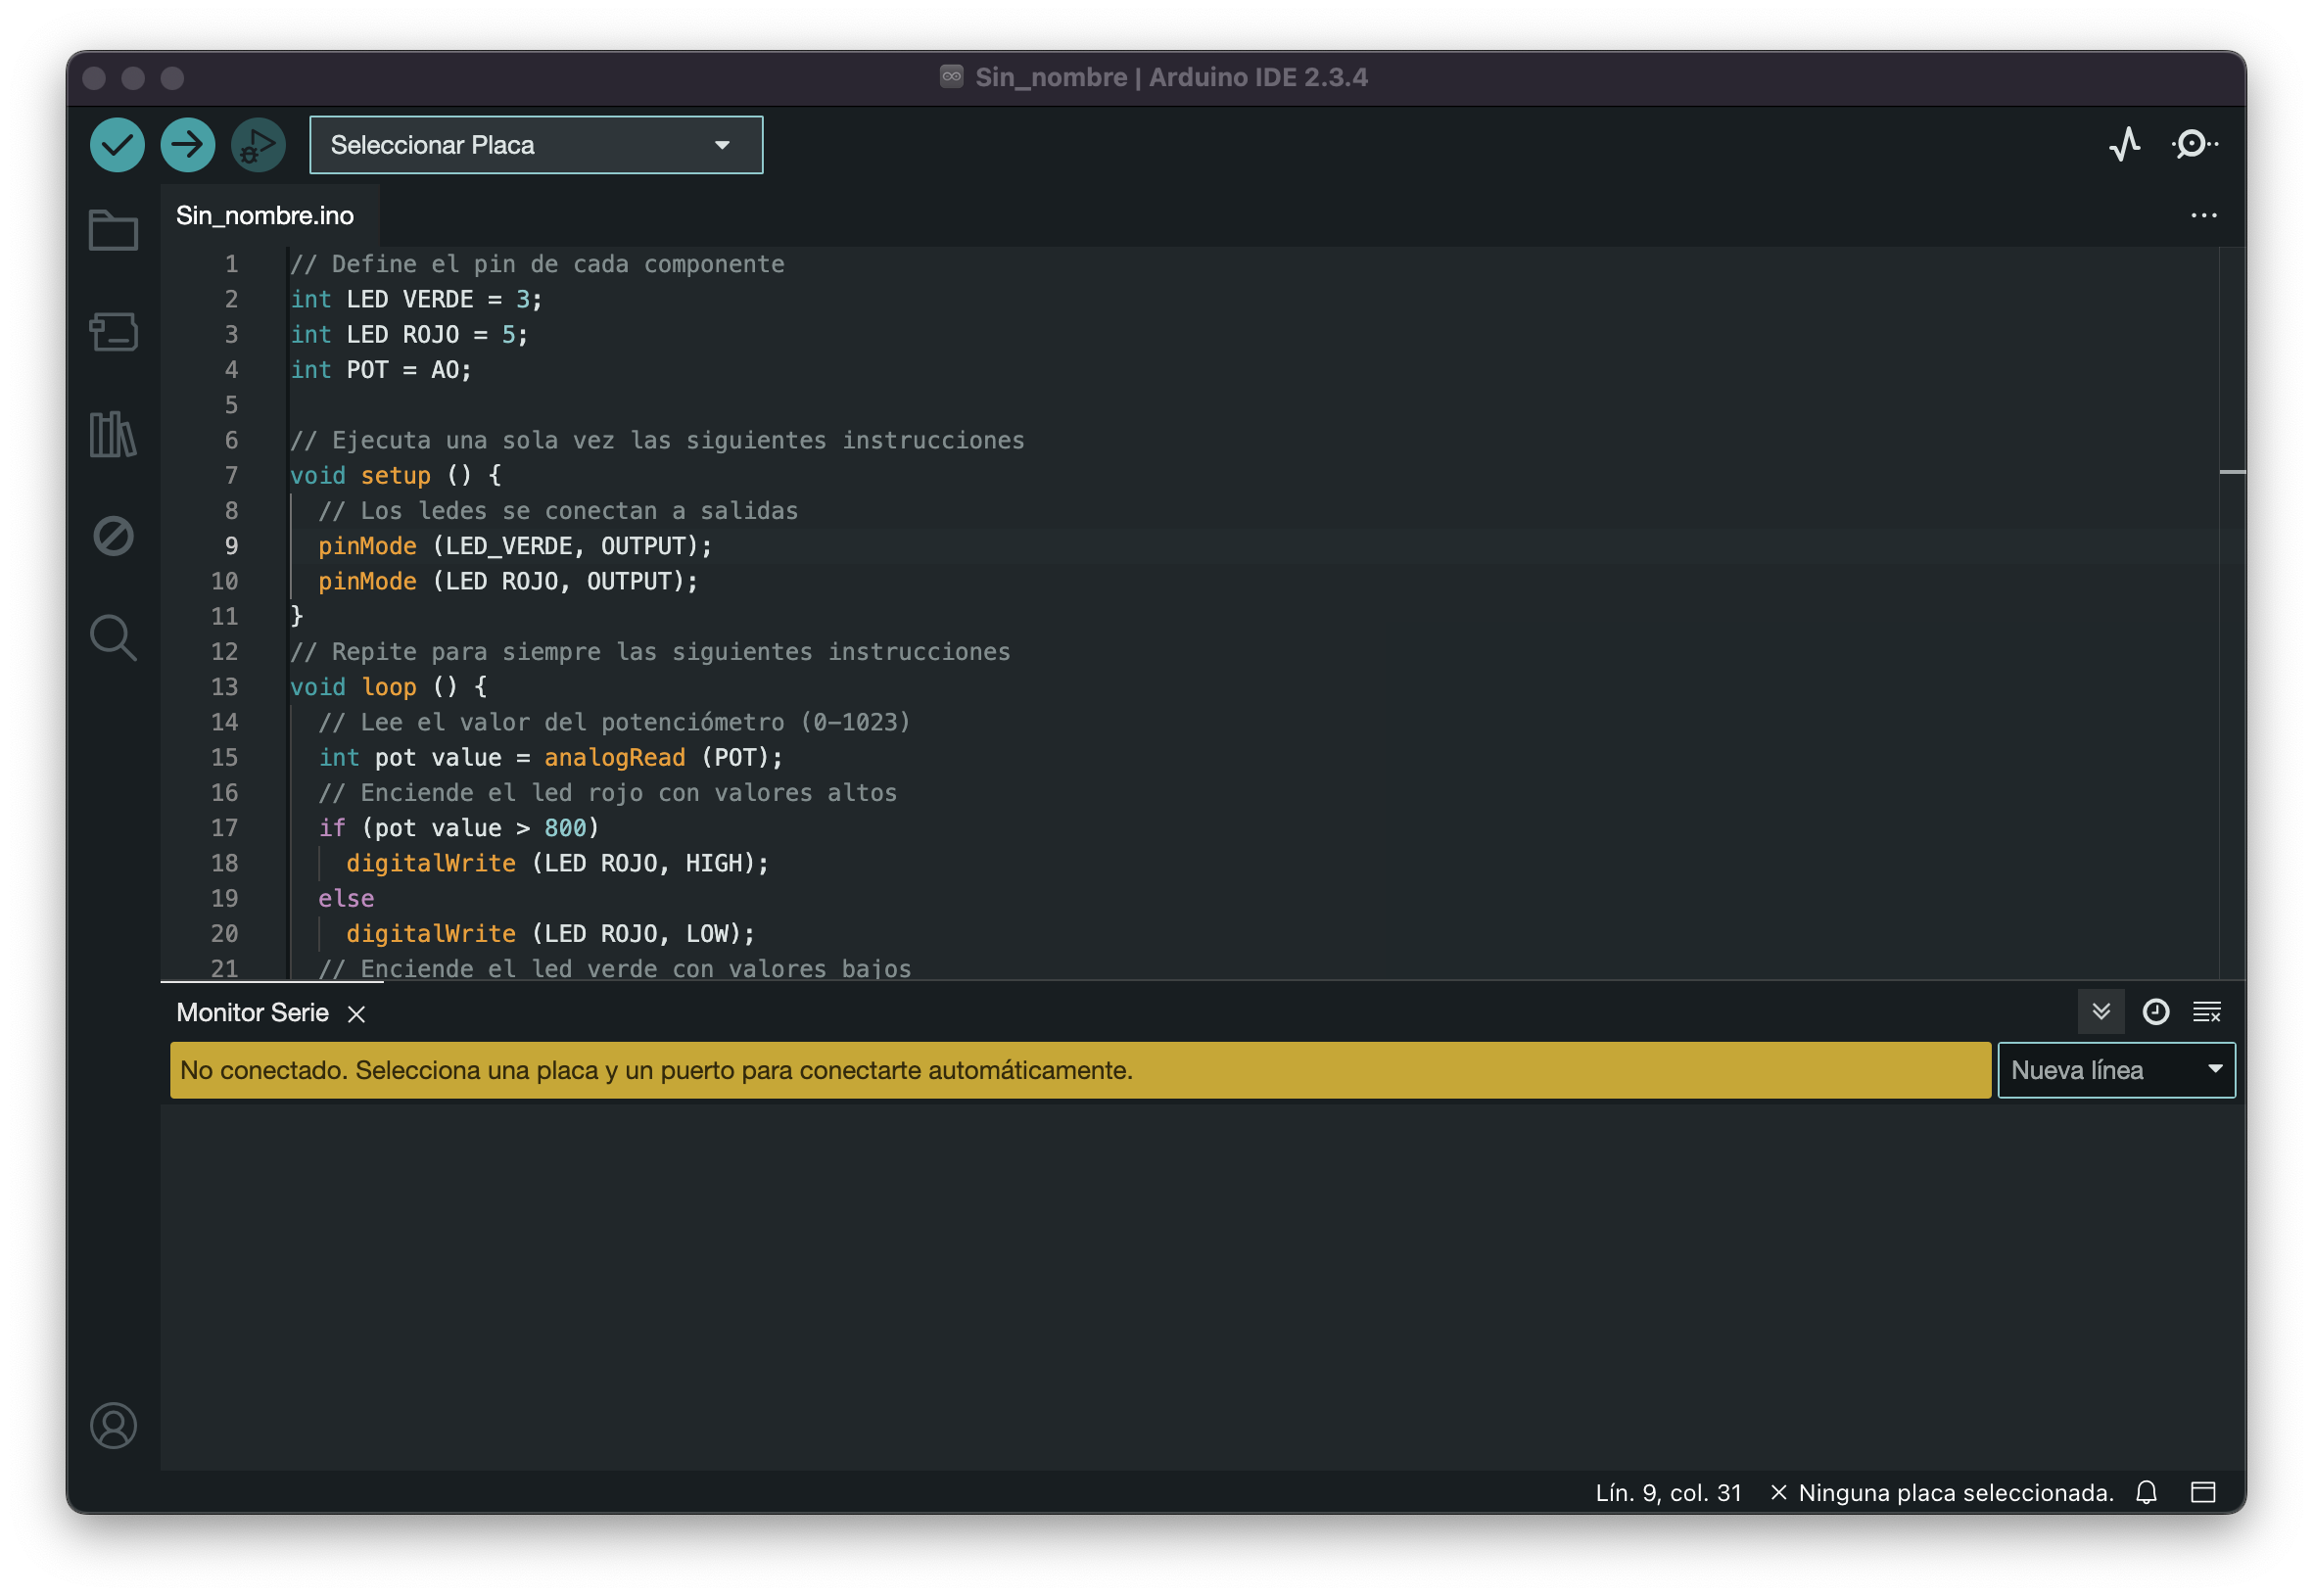 Sin_nombre | Arduino IDE 2.3.4
Seleccionar Placa
Sin_nombre.ino
...
1 // Define el pin de cada componente
2 int LED VERDE = 3;
3 int LED ROJO = 5;
4 int POT = AO;
5
6 // Ejecuta una sola vez las siguientes instrucciones
7 void setup () {
8 // Los ledes se conectan a salidas
9 pinMode (LED_VERDE, OUTPUT);
10 pinMode (LED ROJO, OUTPUT);
11 }
12 // Repite para siempre las siguientes instrucciones
13 void loop () {
14 // Lee el valor del potenciómetro (0-1023)
15 int pot value = analogRead (POT);
16 // Enciende el led rojo con valores altos
17 if (pot value > 800)
18 digitalWrite (LED ROJO, HIGH);
19 else
20 digitalWrite (LED ROJO, LOW);
21 // Enciende el led verde con valores bajos
Monitor Serie
No conectado. Selecciona una placa y un puerto para conectarte automáticamente.
Nueva línea
Lín. 9, col. 31 × Ninguna placa seleccionada.